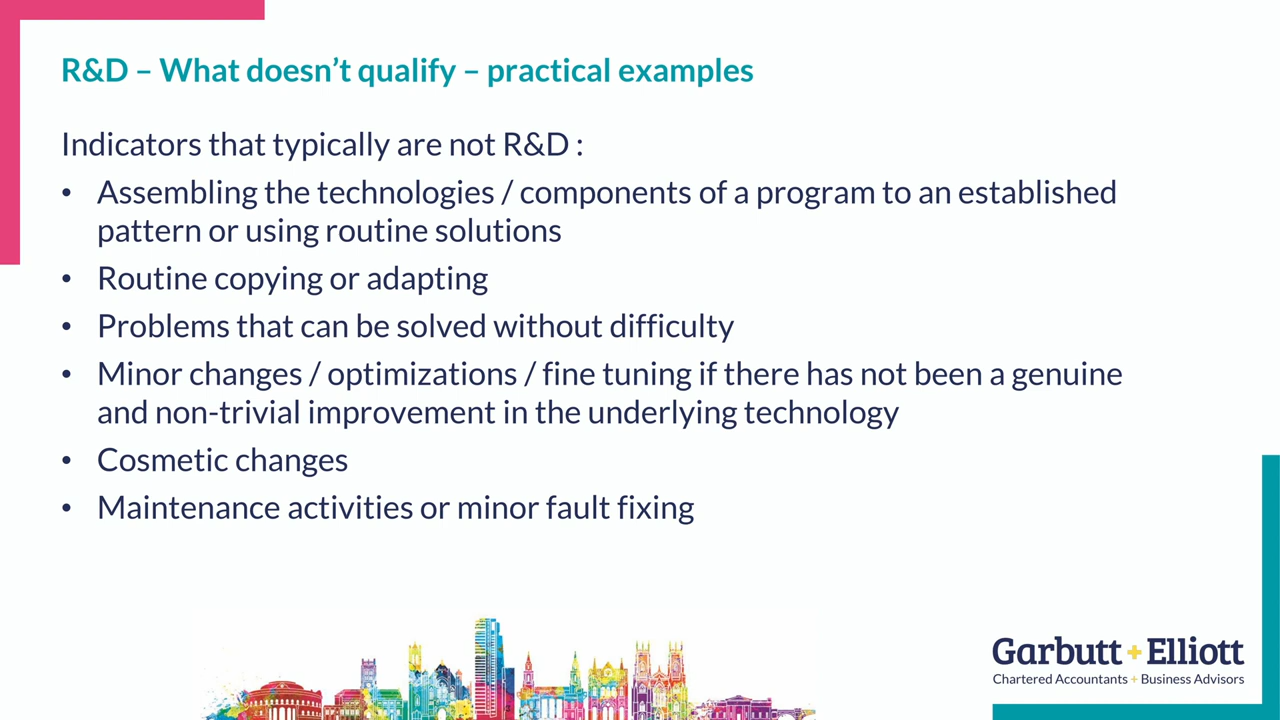 R&D – What doesn’t qualify – practical examples
Indicators that typically are not R&D :
• Assembling the technologies / components of a program to an established
pattern or using routine solutions
• Routine copying or adapting
• Problems that can be solved without difficulty
• Minor changes / optimizations / fine tuning if there has not been a genuine
and non-trivial improvement in the underlying technology
• Cosmetic changes
• Maintenance activities or minor fault fixing
Garbutt + Elliott
Chartered Accountants + Business Advisors